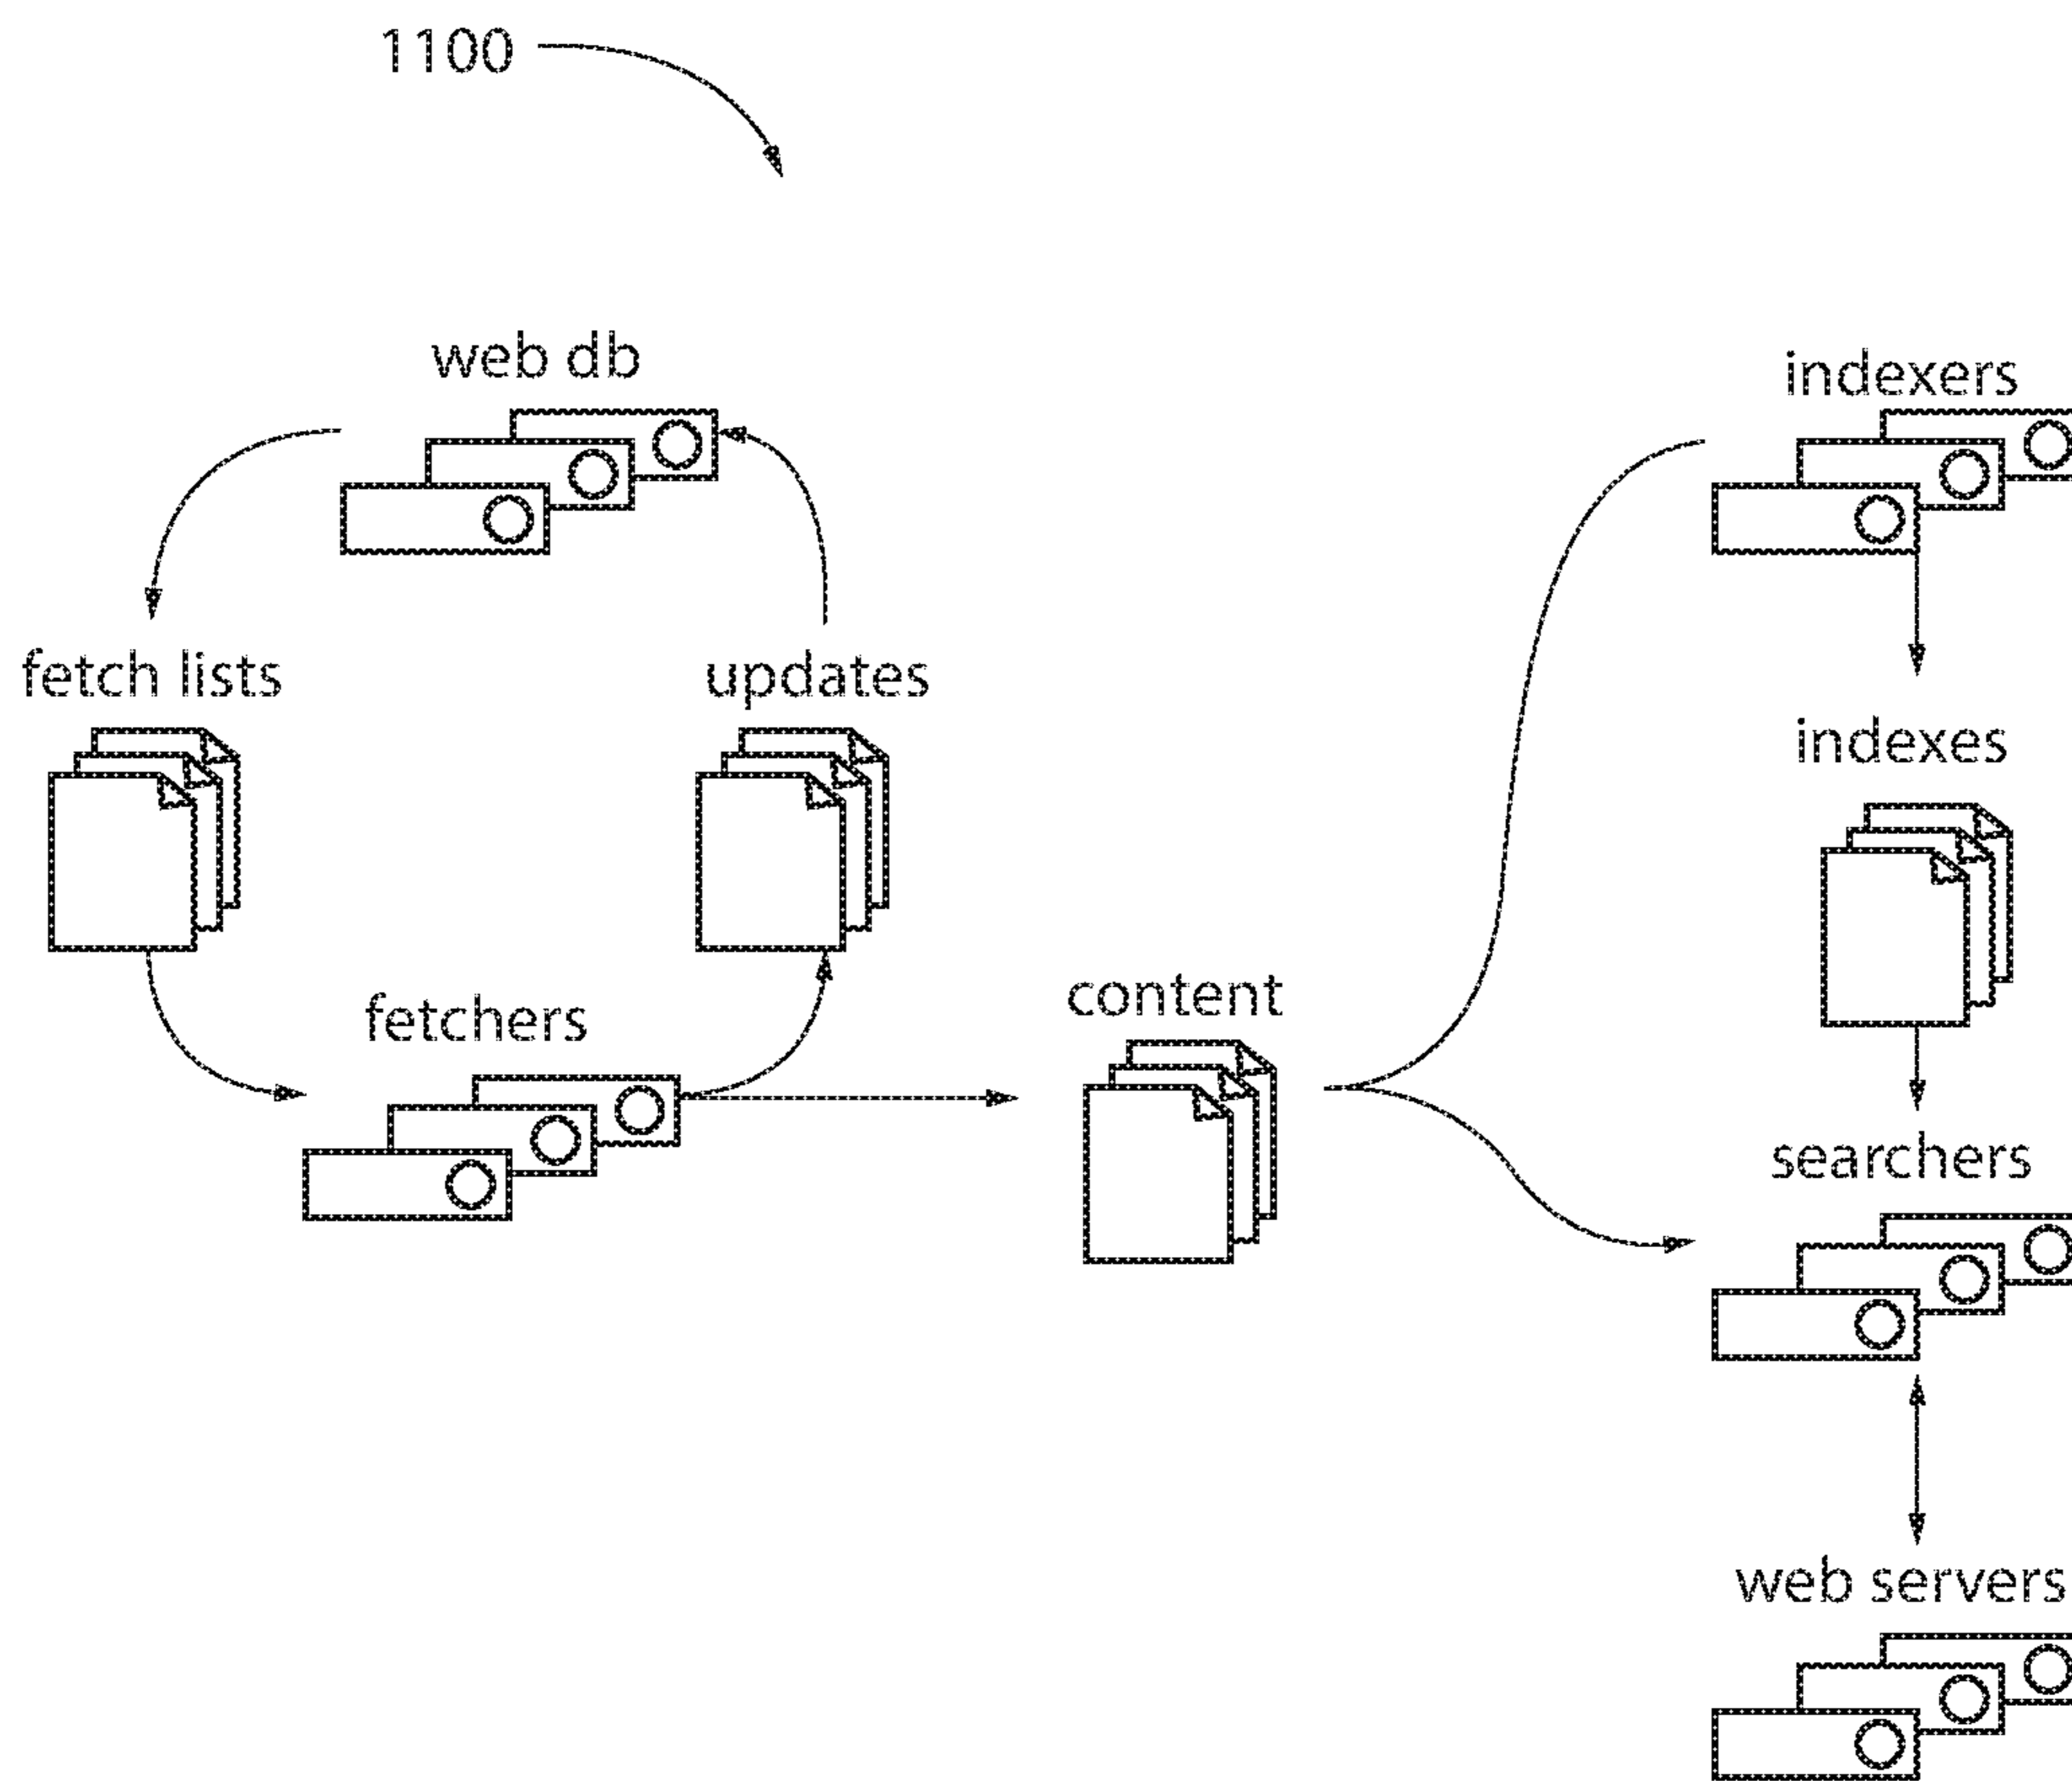 1100
web db
indexers
fetch lists
updates
indexes
content
fetchers
searchers
web servers